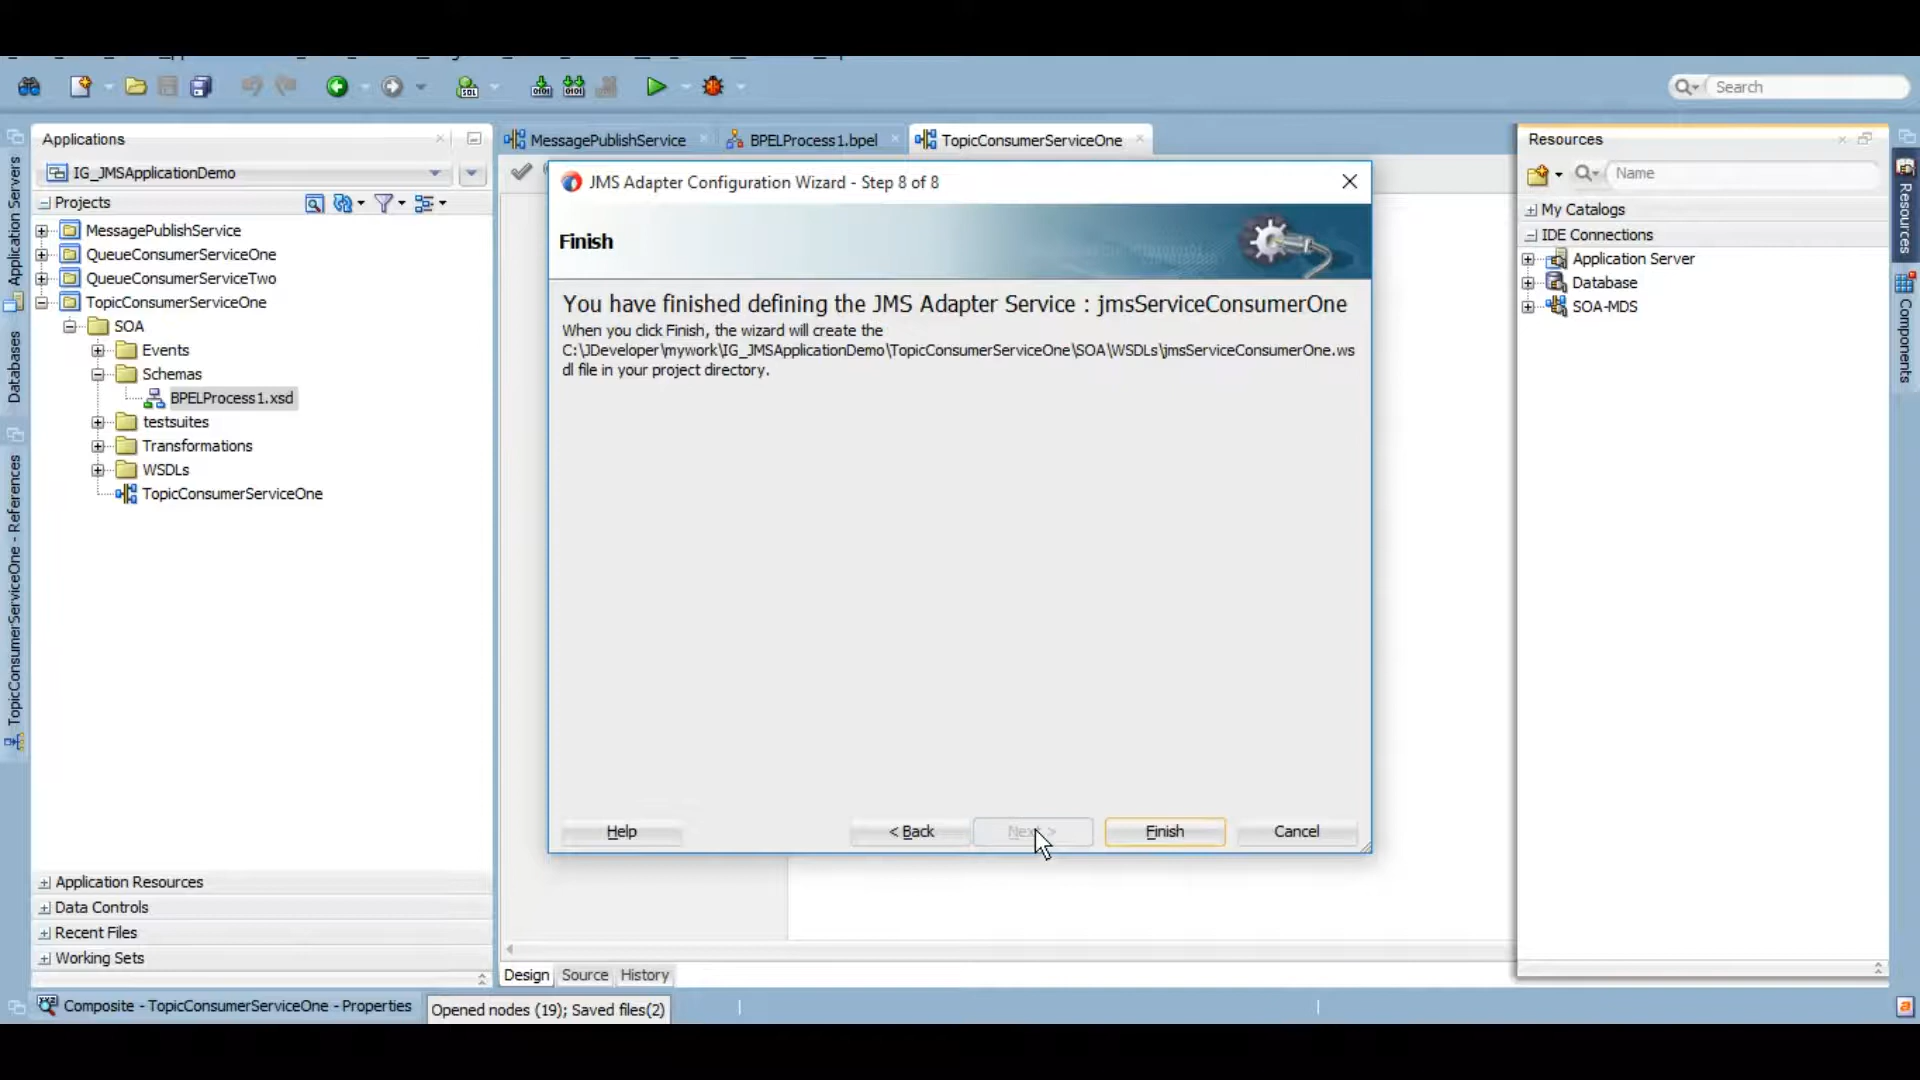 Search
Applications
MessagePublishService
BPELProcess1.bpel
TopicConsumerServiceOne
Resources
IG_JMSApplicationDemo
Name
Projects
My Catalogs
IDE Connections
Application Server
Database
SOA-MDS
MessagePublishService
QueueConsumerServiceOne
QueueConsumerServiceTwo
TopicConsumerServiceOne
SOA
Events
Schemas
BPELProcess1.xsd
testsuites
Transformations
WSDLs
TopicConsumerServiceOne
JMS Adapter Configuration Wizard - Step 8 of 8
Finish
You have finished defining the JMS Adapter Service : jmsServiceConsumerOne
When you click Finish, the wizard will create the
C:\JDeveloper\mywork\IG_JMSApplicationDemo\TopicConsumerServiceOne\SOA\WSDLs\jmsServiceConsumerOne.ws
dl file in your project directory.
Help
< Back
Next >
Finish
Cancel
Application Resources
Data Controls
Recent Files
Working Sets
Design
Source
History
Composite - TopicConsumerServiceOne - Properties
Opened nodes (19); Saved files(2)
Application Servers
Databases
TopicConsumerServiceOne - References
Resources
Components